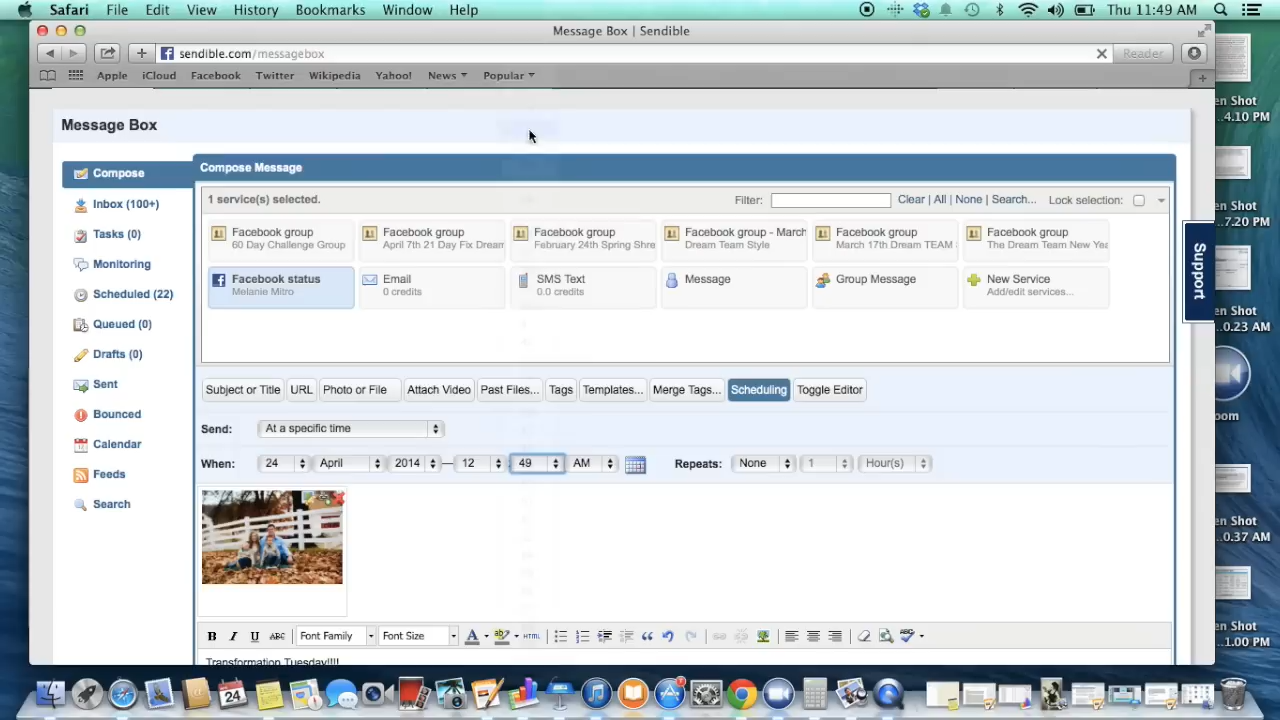 Safari File Edit View History Bookmarks Window Help Thu 11:49 AM
Message Box | Sendible
sendible.com/messagebox Reader
Apple iCloud Facebook Twitter Wikipedia Yahoo! News Popular
Message Box
Compose
Inbox (100+)
Tasks (0)
Monitoring
Scheduled (22)
Queued (0)
Drafts (0)
Sent
Bounced
Calendar
Feeds
Search
Compose Message
1 service(s) selected. Filter: Clear | All | None | Search... Lock selection:
Facebook group Facebook group Facebook group Facebook group - March Facebook group Facebook group
60 Day Challenge Group April 7th 21 Day Fix Dream February 24th Spring Shre Dream Team Style March 17th Dream TEAM The Dream Team New Yea
Facebook status Email SMS Text Message Group Message New Service
Melanie Mitro 0 credits 0.0 credits Add/edit services...
Subject or Title URL Photo or File Attach Video Past Files... Tags Templates... Merge Tags... Scheduling Toggle Editor
Send: At a specific time
When: 24 April 2014 — 12 49 AM Repeats: None 1 Hour(s)
B I U ABC Font Family Font Size A ab HTML ABC
Transformation Tuesday!!!!
Support
en Shot
...4.10 PM
en Shot
...7.20 PM
en Shot
...0.23 AM
oom
en Shot
...0.37 AM
en Shot
...1.00 PM
24